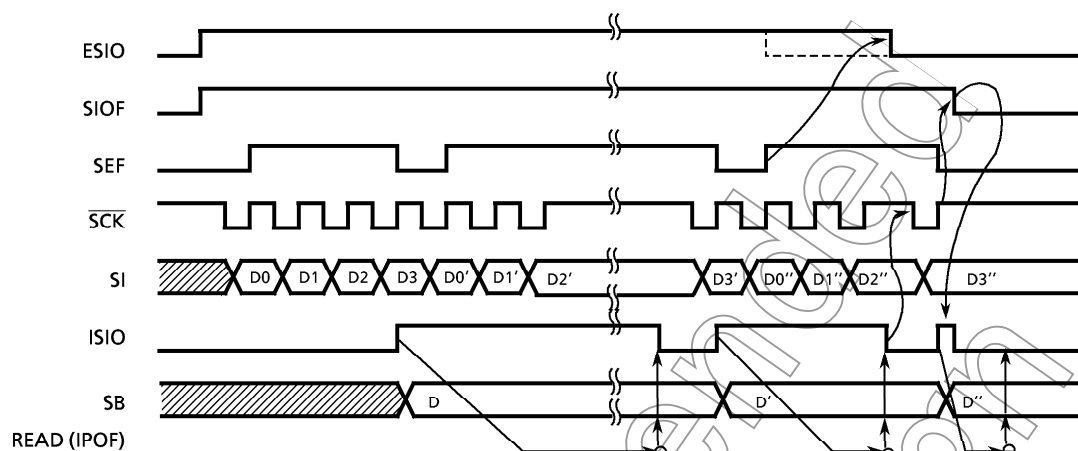 ESIO
SIOF
SEF
SCK
SI D0 D1 D2 D3 D0' D1' D2' D3' D0'' D1'' D2'' D3''
ISIO
SB D D' D''
READ (IPOF)